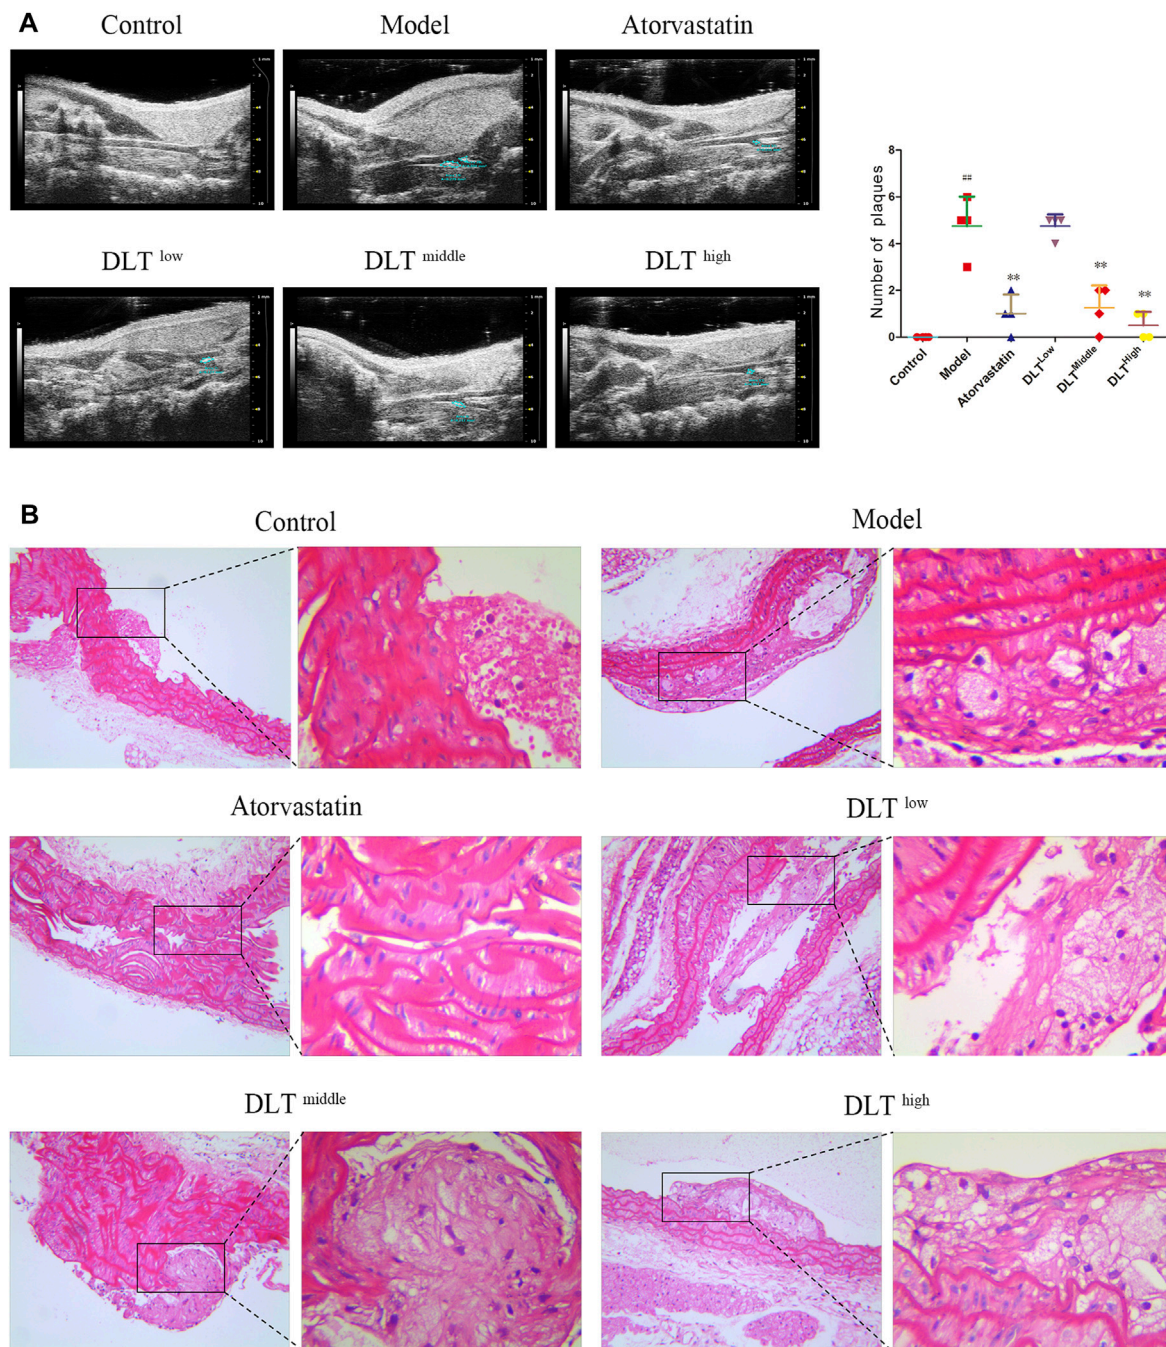 A
Control Model Atorvastatin
DLT low DLT middle DLT high
Number of plaques
8
6
4
2
0
##
**
**
**
Control Model Atorvastatin DLT Low DLT Middle DLT High
B
Control Model
Atorvastatin DLT low
DLT middle DLT high